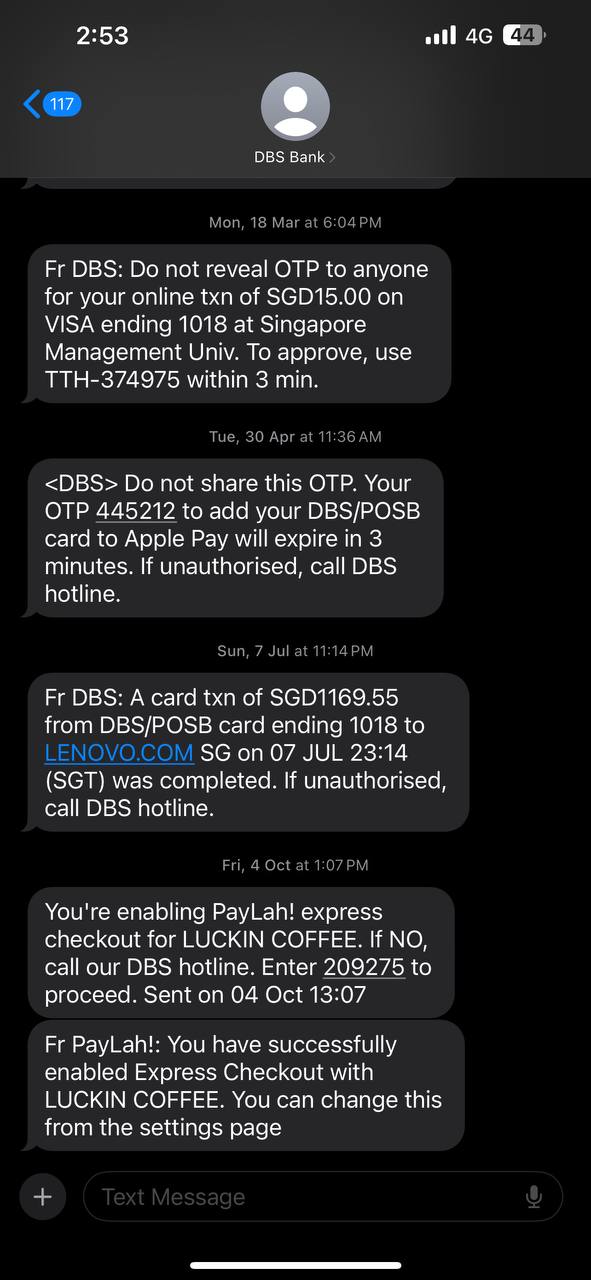 2:53
4G
44
117
DBS Bank
Mon, 18 Mar at 6:04 PM
Fr DBS: Do not reveal OTP to anyone
for your online txn of SGD15.00 on
VISA ending 1018 at Singapore
Management Univ. To approve, use
TTH-374975 within 3 min.
Tue, 30 Apr at 11:36 AM
<DBS> Do not share this OTP. Your
OTP 445212 to add your DBS/POSB
card to Apple Pay will expire in 3
minutes. If unauthorised, call DBS
hotline.
Sun, 7 Jul at 11:14 PM
Fr DBS: A card txn of SGD1169.55
from DBS/POSB card ending 1018 to
LENOVO.COM SG on 07 JUL 23:14
(SGT) was completed. If unauthorised,
call DBS hotline.
Fri, 4 Oct at 1:07 PM
You're enabling PayLah! express
checkout for LUCKIN COFFEE. If NO,
call our DBS hotline. Enter 209275 to
proceed. Sent on 04 Oct 13:07
Fr PayLah!: You have successfully
enabled Express Checkout with
LUCKIN COFFEE. You can change this
from the settings page
Text Message